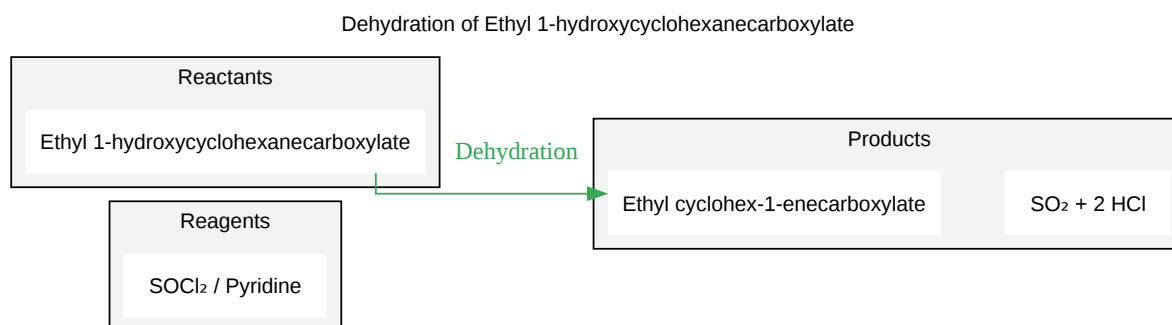 Dehydration of Ethyl 1-hydroxycyclohexanecarboxylate
Reactants
Ethyl 1-hydroxycyclohexanecarboxylate
Dehydration
Products
Ethyl cyclohex-1-enecarboxylate
SO₂ + 2 HCl
Reagents
SOCl₂ / Pyridine